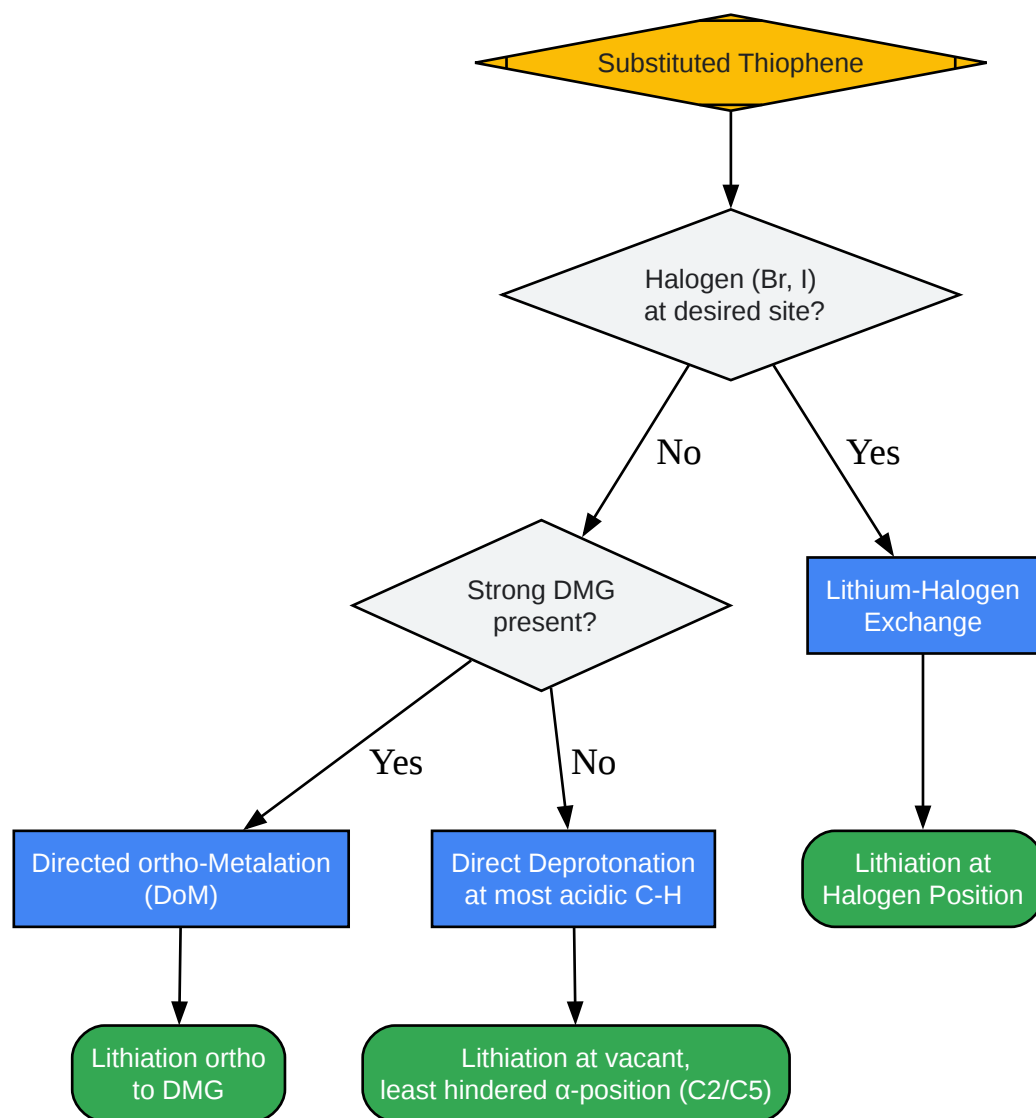 Substituted Thiophene
Halogen (Br, I)
at desired site?
No
Yes
Strong DMG
present?
Lithium-Halogen
Exchange
Yes
No
Directed ortho-Metalation
(DoM)
Direct Deprotonation
at most acidic C-H
Lithiation at
Halogen Position
Lithiation ortho
to DMG
Lithiation at vacant,
least hindered α-position (C2/C5)